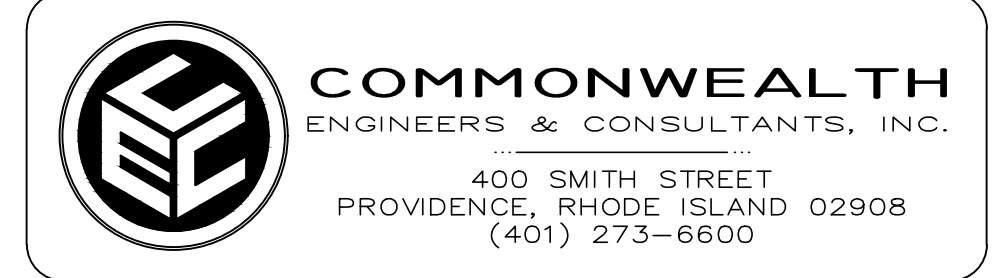 CEC
COMMONWEALTH
ENGINEERS & CONSULTANTS, INC.
400 SMITH STREET
PROVIDENCE, RHODE ISLAND 02908
(401) 273-6600